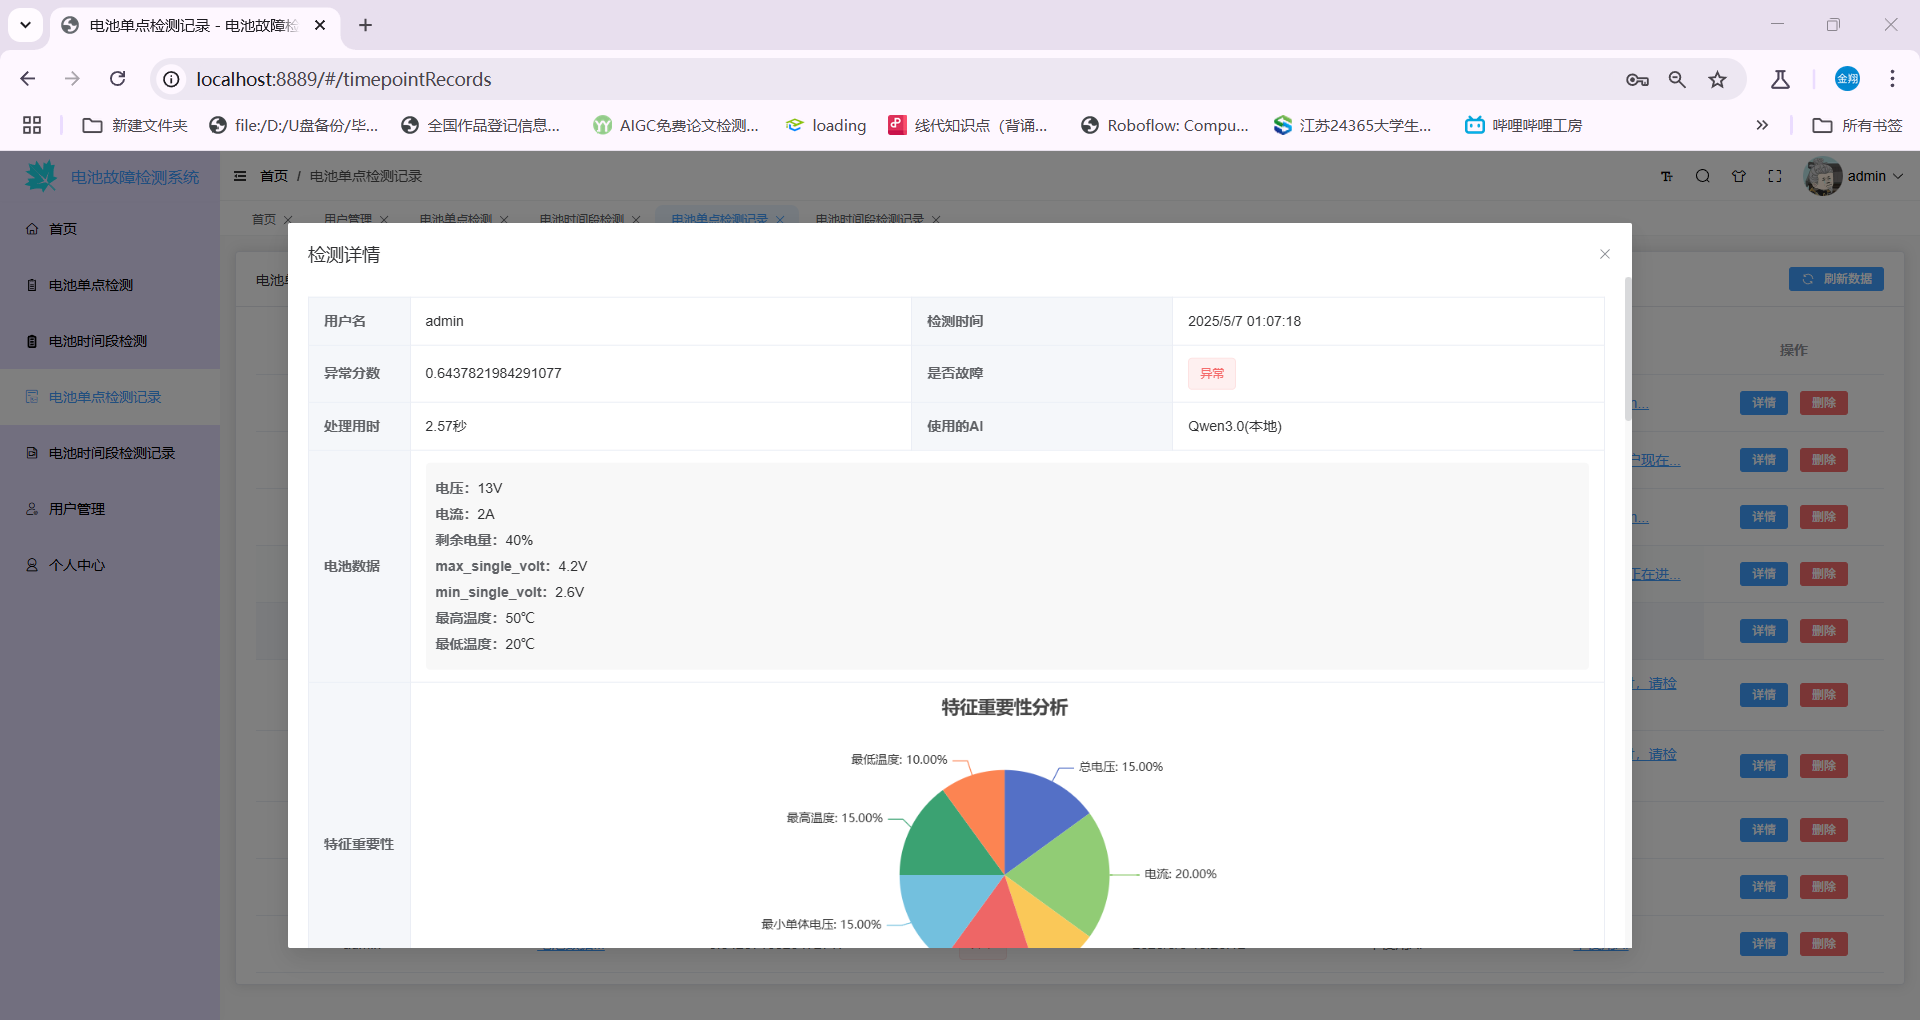 电池单点检测记录 - 电池故障检
localhost:8889/#/timepointRecords
金翔
新建文件夹
file:/D:/U盘备份/毕...
全国作品登记信息...
AIGC免费论文检测...
loading
线代知识点（背诵...
Roboflow: Compu...
江苏24365大学生...
哔哩哔哩工房
所有书签
电池故障检测系统
首页 / 电池单点检测记录
admin
首页
用户管理
电池单点检测
电池时间段检测
电池单点检测记录
电池时间段检测记录
首页
电池单点检测
电池时间段检测
电池单点检测记录
电池时间段检测记录
用户管理
个人中心
刷新数据
检测详情
用户名
admin
检测时间
2025/5/7 01:07:18
异常分数
0.6437821984291077
是否故障
异常
处理用时
2.57秒
使用的AI
Qwen3.0(本地)
电池数据
电压：13V
电流：2A
剩余电量：40%
max_single_volt：4.2V
min_single_volt：2.6V
最高温度：50℃
最低温度：20℃
特征重要性
特征重要性分析
最低温度: 10.00%
总电压: 15.00%
最高温度: 15.00%
电流: 20.00%
最小单体电压: 15.00%
操作
详情 删除
户现在... 详情 删除
详情 删除
正在进... 详情 删除
详情 删除
请检
详情 删除
请检
详情 删除
详情 删除
详情 删除
详情 删除